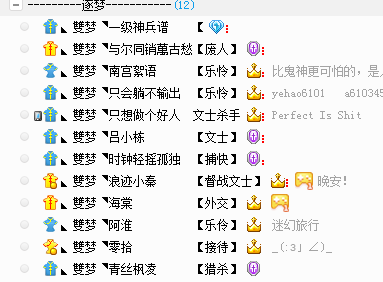 ----------逐梦------------(12)
雙梦 一级神兵谱 【
雙梦 与尔同销萬古愁 【废人】
雙梦 南宫絮语 【乐伶】 比鬼神更可怕的，是
雙梦 只会躺不输出 【乐伶】 yehao6101 a610345
雙梦 只想做个好人 文士杀手 Perfect Is Shit
雙梦 吕小栋 【文士】
雙梦 时钟轻摇孤独 【捕快】
雙梦 浪迹小秦 【督战文士】 晚安！
雙梦 海棠 【外交】
雙梦 阿淮 【乐伶】 迷幻旅行
雙梦 零拾 【接待】 _(:3」∠)_
雙梦 青丝枫凌 【猎杀】